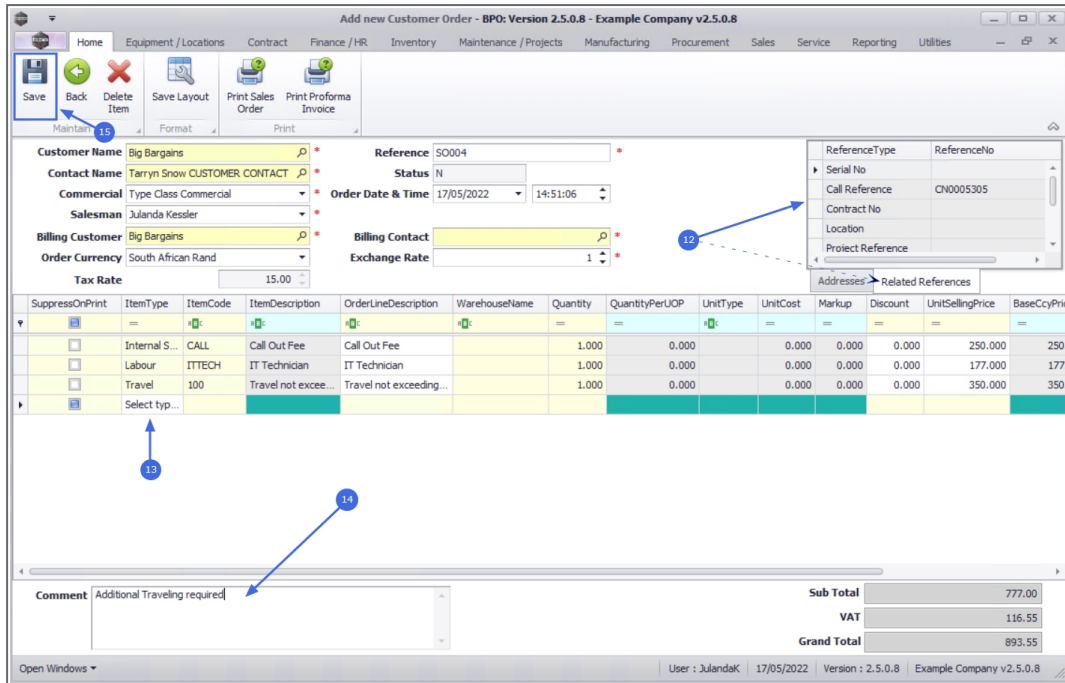 Add new Customer Order - BPO: Version 2.5.0.8 - Example Company v2.5.0.8
Home Equipment / Locations Contract Finance / HR Inventory Maintenance / Projects Manufacturing Procurement Sales Service Reporting Utilities
Save Back Delete Item Save Layout Print Sales Order Print Proforma Invoice
Maintain Format Print
15
Customer Name Big Bargains * Reference SO004 * ReferenceType ReferenceNo
Contact Name Tarryn Snow CUSTOMER CONTACT * Status N Serial No
Commercial Type Class Commercial * Order Date & Time 17/05/2022 14:51:06 Call Reference CN0005305
Salesman Julanda Kessler * Contract No
Billing Customer Big Bargains * Billing Contact * 12 Location
Order Currency South African Rand Exchange Rate 1 * Project Reference
Tax Rate 15.00 Addresses Related References
SuppressOnPrint ItemType ItemCode ItemDescription OrderLineDescription WarehouseName Quantity QuantityPerUOP UnitType UnitCost Markup Discount UnitSellingPrice BaseCcyPri
= = = = = = = =
Internal S... CALL Call Out Fee Call Out Fee 1.000 0.000 0.000 0.000 0.000 250.000 250
Labour ITTECH IT Technician IT Technician 1.000 0.000 0.000 0.000 0.000 177.000 177
Travel 100 Travel not excee... Travel not exceeding... 1.000 0.000 0.000 0.000 0.000 350.000 350
Select typ...
13
14
Comment Additional Traveling required Sub Total 777.00
VAT 116.55
Grand Total 893.55
Open Windows User : JulandaK 17/05/2022 Version : 2.5.0.8 Example Company v2.5.0.8